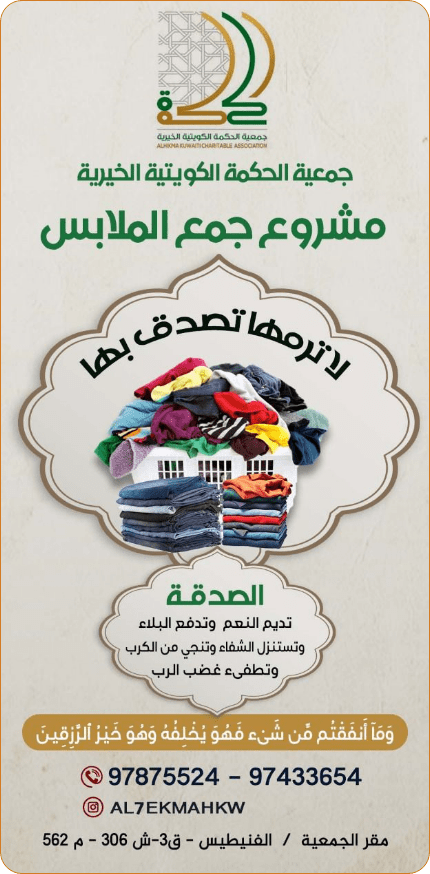 جمعية الحكمة الكويتية الخيرية
ALHIKMA KUWAITI CHARITABLE ASSOCIATION
جمعية الحكمة الكويتية الخيرية
مشروع جمع الملابس
لا ترمها تصدق بها
الصدقة
تديم النعم وتدفع البلاء
وتستنزل الشفاء وتنجي من الكرب
وتطفىء غضب الرب
وَمَآ أَنفَقْتُم مِّن شَىْء فَهُوَ يُخْلِفُهُ وَهُوَ خَيْرُ ٱلرَّٰزِقِينَ
97875524 - 97433654
AL7EKMAHKW
مقر الجمعية / الفنيطيس - ق3-ش 306 - م 562